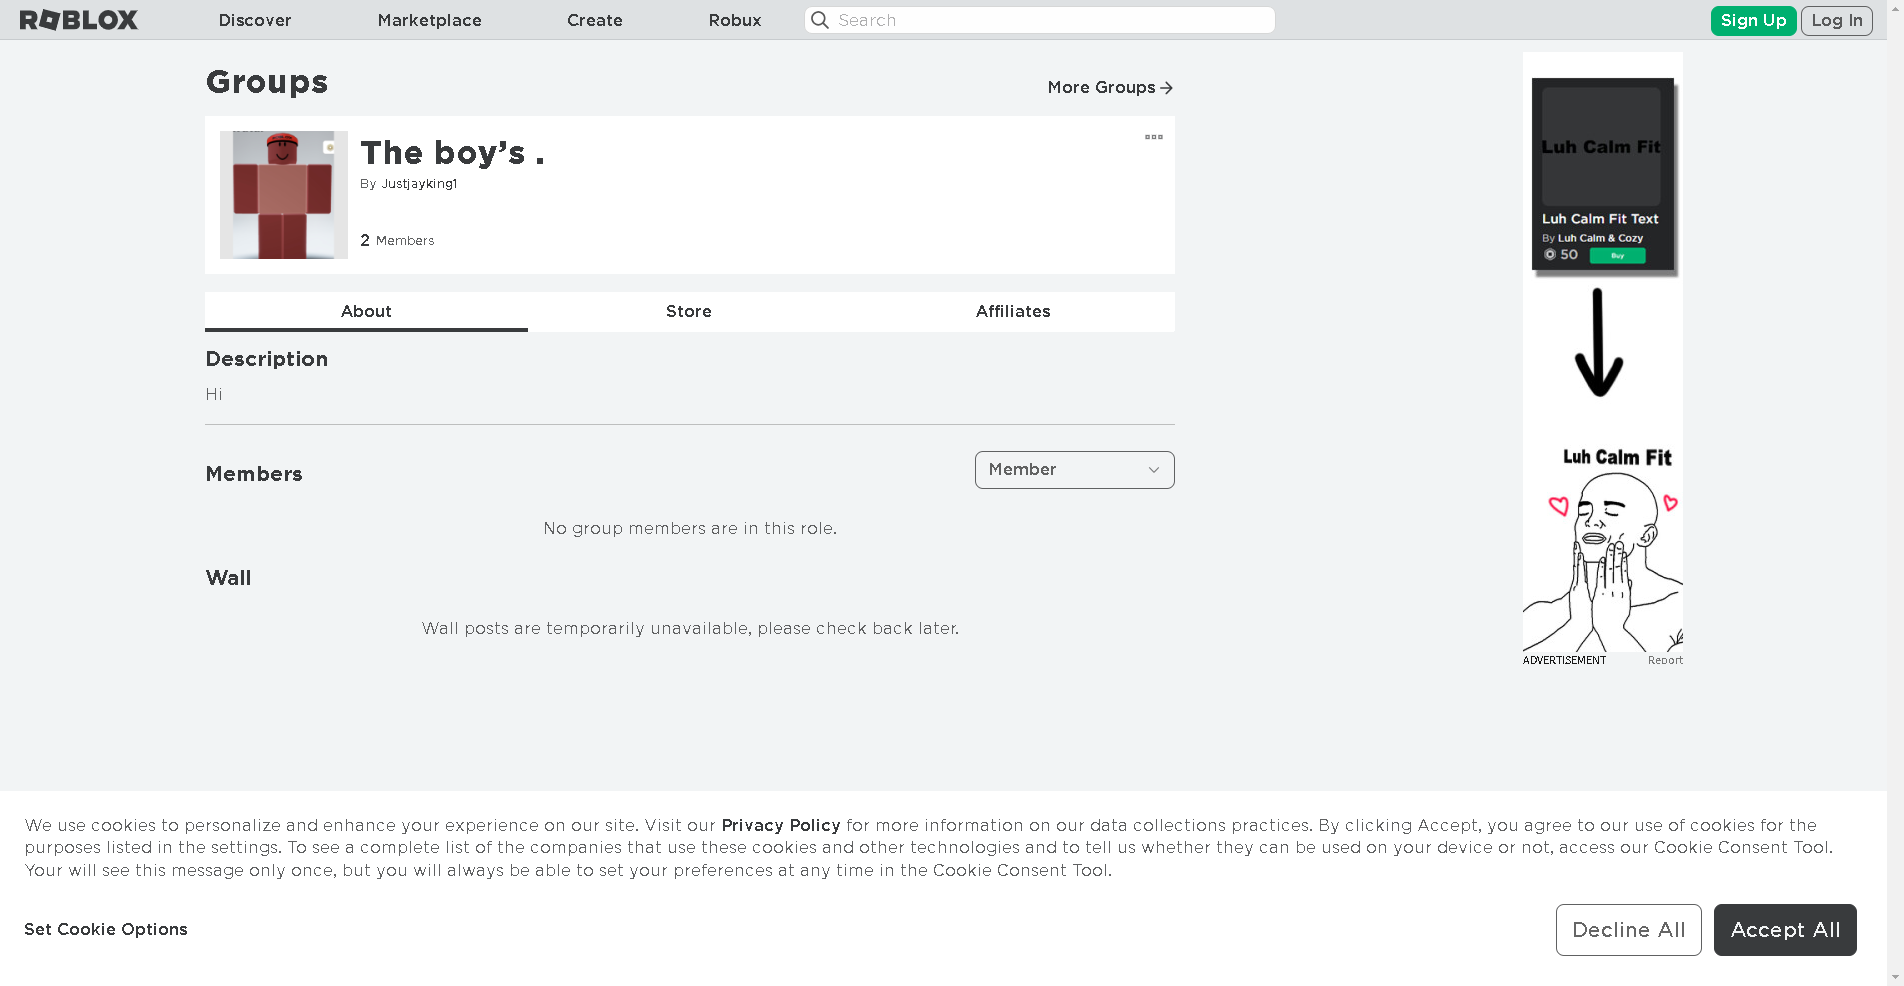 ROBLOX
Discover
Marketplace
Create
Robux
Search
Sign Up
Log In
Groups
More Groups
The boy's .
By Justjayking1
2 Members
About
Store
Affiliates
Description
Hi
Members
Member
No group members are in this role.
Wall
Wall posts are temporarily unavailable, please check back later.
Luh Calm Fit
Luh Calm Fit Text
By Luh Calm & Cozy
50
Buy
Luh Calm Fit
ADVERTISEMENT
Report
We use cookies to personalize and enhance your experience on our site. Visit our Privacy Policy for more information on our data collections practices. By clicking Accept, you agree to our use of cookies for the
purposes listed in the settings. To see a complete list of the companies that use these cookies and other technologies and to tell us whether they can be used on your device or not, access our Cookie Consent Tool.
Your will see this message only once, but you will always be able to set your preferences at any time in the Cookie Consent Tool.
Set Cookie Options
Decline All
Accept All